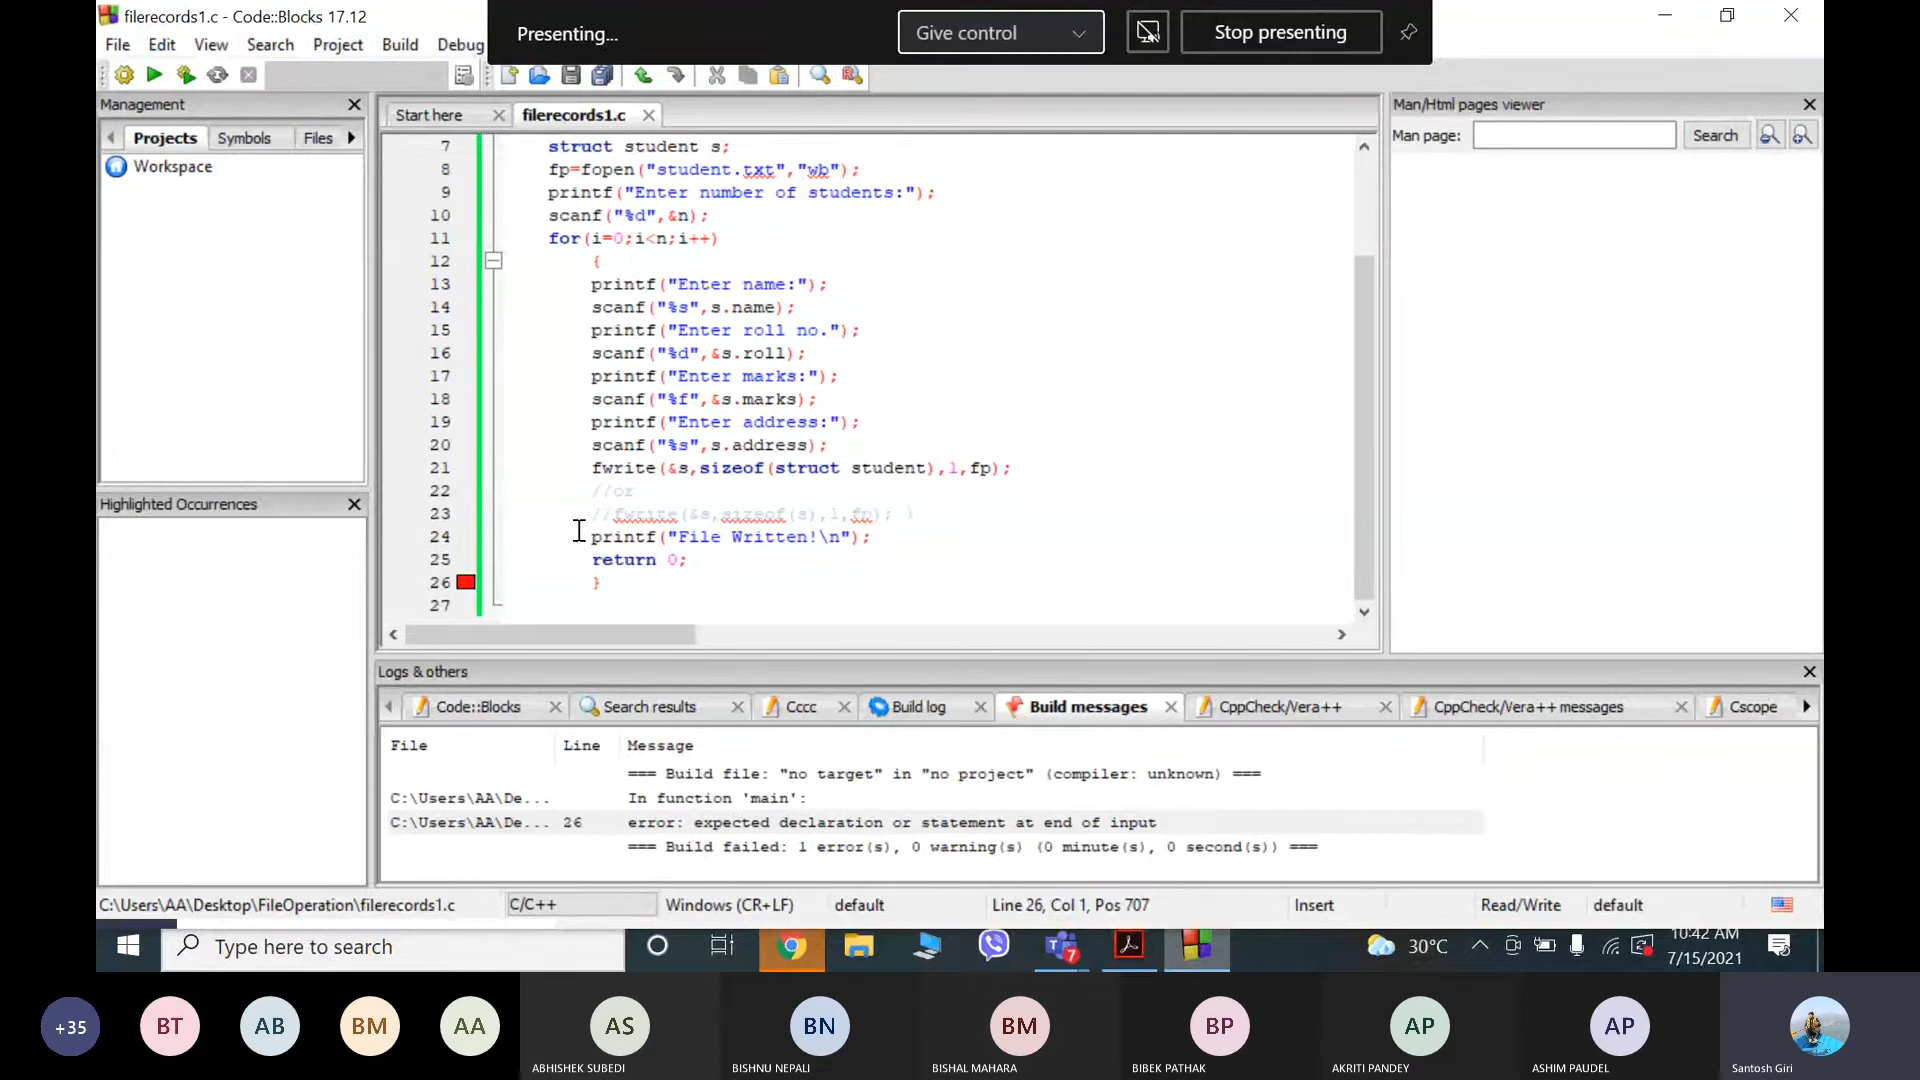 filerecords1.c - Code::Blocks 17.12
Presenting...
Give control
Stop presenting
File Edit View Search Project Build Debug
Management
Projects Symbols Files
Workspace
Highlighted Occurrences
Start here
filerecords1.c
7 struct student s;
8 fp=fopen("student.txt","wb");
9 printf("Enter number of students:");
10 scanf("%d",&n);
11 for(i=0;i<n;i++)
12 {
13 printf("Enter name:");
14 scanf("%s",s.name);
15 printf("Enter roll no.");
16 scanf("%d",&s.roll);
17 printf("Enter marks:");
18 scanf("%f",&s.marks);
19 printf("Enter address:");
20 scanf("%s",s.address);
21 fwrite(&s,sizeof(struct student),1,fp);
22 //or
23 //fwrite(&s,sizeof(s),1,fp); \
24 printf("File Written!\n");
25 return 0;
26 }
27
Man/Html pages viewer
Man page:
Search
Logs & others
Code::Blocks Search results Cccc Build log Build messages CppCheck/Vera++ CppCheck/Vera++ messages Cscope
File Line Message
=== Build file: "no target" in "no project" (compiler: unknown) ===
C:\Users\AA\De... In function 'main':
C:\Users\AA\De... 26 error: expected declaration or statement at end of input
=== Build failed: 1 error(s), 0 warning(s) (0 minute(s), 0 second(s)) ===
C:\Users\AA\Desktop\FileOperation\filerecords1.c C/C++ Windows (CR+LF) default Line 26, Col 1, Pos 707 Insert Read/Write default
Type here to search
7
30°C
10:42 AM
7/15/2021
+35 BT AB BM AA AS BN BM BP AP AP
ABHISHEK SUBEDI BISHNU NEPALI BISHAL MAHARA BIBEK PATHAK AKRITI PANDEY ASHIM PAUDEL Santosh Giri